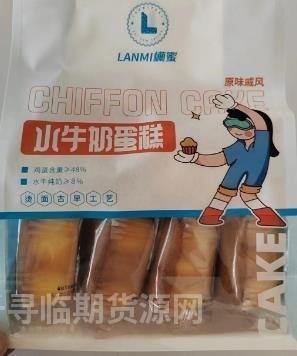 L
LANMI榴蜜
原味戚风
CHIFFON CAKE
水牛奶蛋糕
鸡蛋含量≥48%
水牛纯奶≥8%
烫面古早工艺
CAKE
寻临期货源网